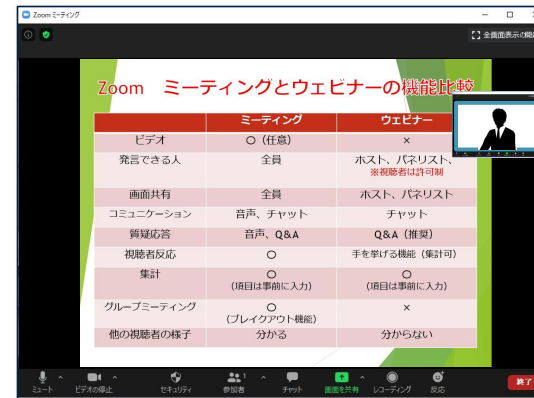 Zoom ミーティング
全画面表示の開
Zoom ミーティングとウェビナーの機能比較
ミーティング ウェビナー
ビデオ 〇（任意） ×
発言できる人 全員 ホスト、パネリスト、
※視聴者は許可制
画面共有 全員 ホスト、パネリスト
コミュニケーション 音声、チャット チャット
質疑応答 音声、Q&A Q&A（推奨）
視聴者反応 〇 手を挙げる機能（集計可）
集計 〇 〇
(項目は事前に入力) (項目は事前に入力)
グループミーティング 〇 ×
(ブレイクアウト機能)
他の視聴者の様子 分かる 分からない
1
ミュート ビデオの停止 セキュリティ 参加者 チャット 画面を共有 レコーディング 反応 終了